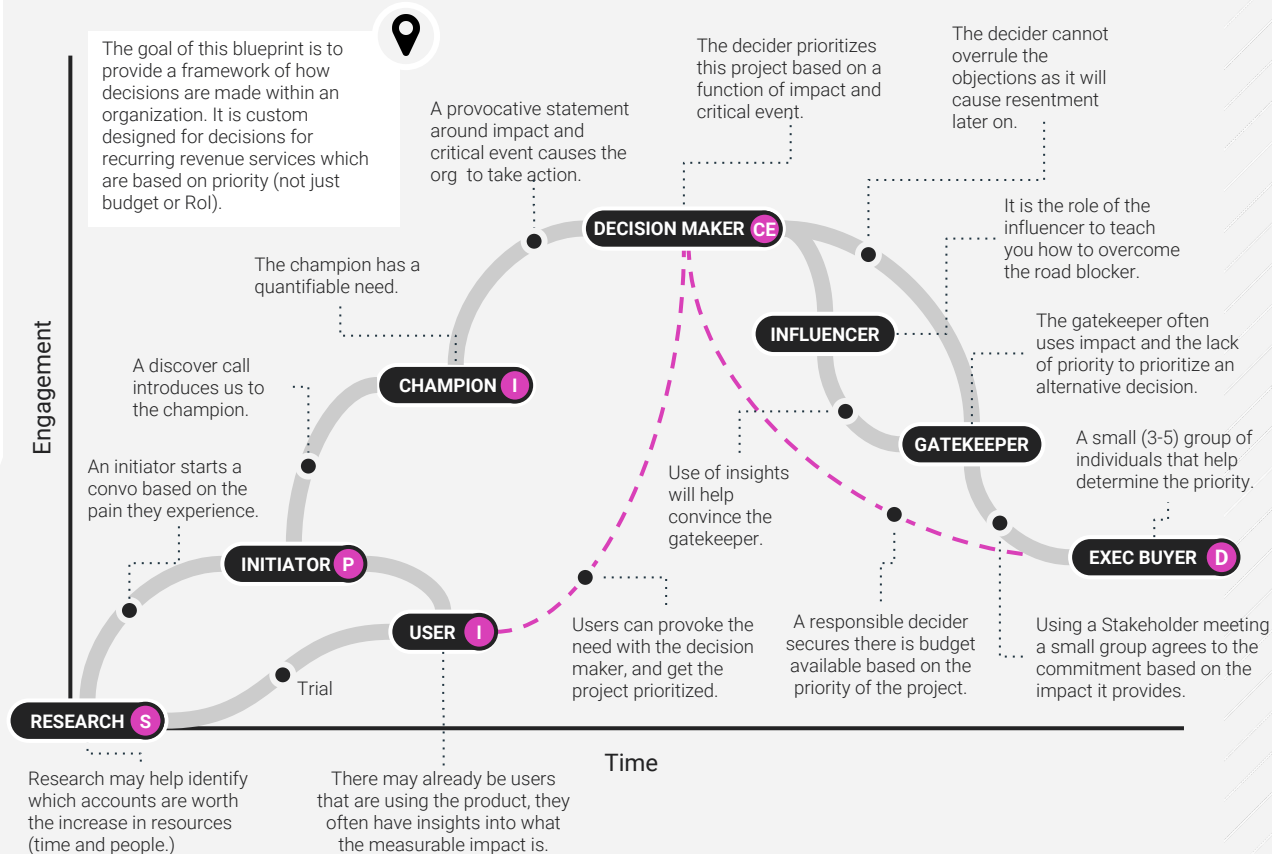 The goal of this blueprint is to
provide a framework of how
decisions are made within an
organization. It is custom
designed for decisions for
recurring revenue services which
are based on priority (not just
budget or RoI).
A provocative statement
around impact and
critical event causes the
org to take action.
The decider prioritizes
this project based on a
function of impact and
critical event.
The decider cannot
overrule the
objections as it will
cause resentment
later on.
DECISION MAKER CE
It is the role of the
influencer to teach
you how to overcome
the road blocker.
The champion has a
quantifiable need.
INFLUENCER
The gatekeeper often
uses impact and the lack
of priority to prioritize an
alternative decision.
Engagement
A discover call
introduces us to
the champion.
CHAMPION I
GATEKEEPER
A small (3-5) group of
individuals that help
determine the priority.
An initiator starts a
convo based on the
pain they experience.
Use of insights
will help
convince the
gatekeeper.
INITIATOR P
EXEC BUYER D
USER I
Users can provoke the
need with the decision
maker, and get the
project prioritized.
A responsible decider
secures there is budget
available based on the
priority of the project.
Using a Stakeholder meeting
a small group agrees to the
commitment based on the
impact it provides.
Trial
RESEARCH S
Time
Research may help identify
which accounts are worth
the increase in resources
(time and people.)
There may already be users
that are using the product, they
often have insights into what
the measurable impact is.